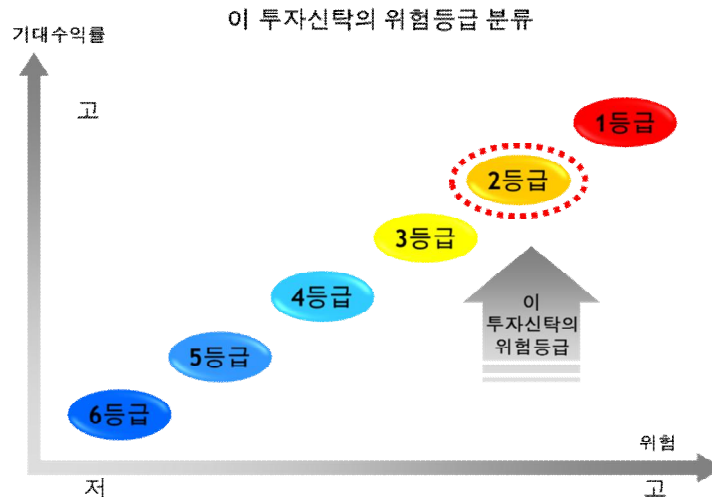 이 투자신탁의 위험등급 분류
기대수익률
고
1등급
2등급
3등급
4등급
이
투자신탁의
위험등급
5등급
6등급
위험
저
고